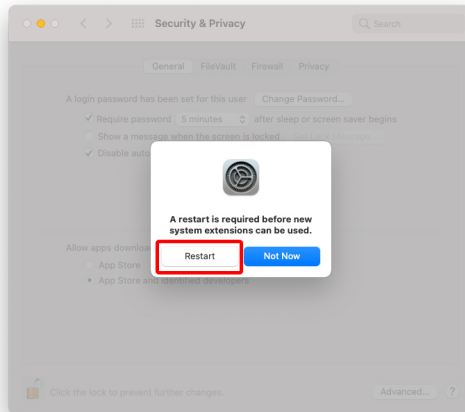 Security & Privacy
Search
General FileVault Firewall Privacy
A login password has been set for this user Change Password...
Require password 5 minutes after sleep or screen saver begins
Show a message when the screen is locked
Disable auto
A restart is required before new
system extensions can be used.
Restart Not Now
Allow apps download
App Store
App Store and identified developers
Click the lock to prevent further changes.
Advanced... ?